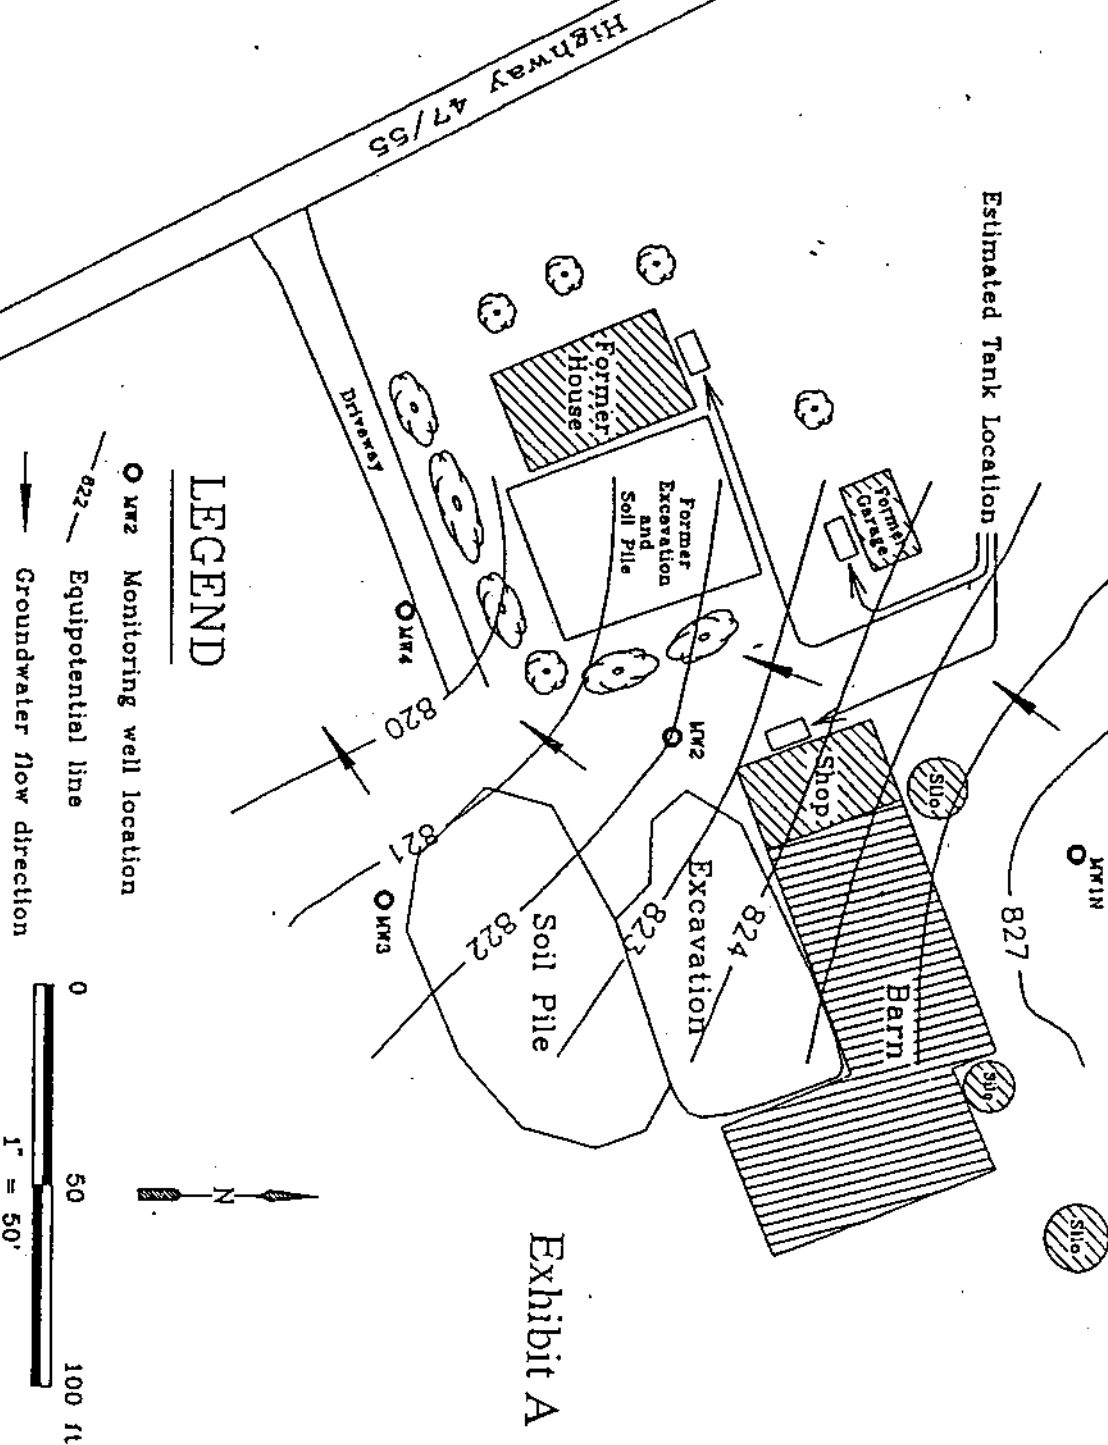 Highway 47/55
Estimated Tank Location
Former
House
Former
Garage
Former
Excavation
and
Soil Pile
Driveway
MW4
MW2
Shop
Silo
MW1N
827
820
821
822
823
824
MW3
Soil Pile
Excavation
Barn
Silo
Silo
LEGEND
MW2 Monitoring well location
822 Equipotential line
Groundwater flow direction
0 50 100 ft
1" = 50'
N
Exhibit A